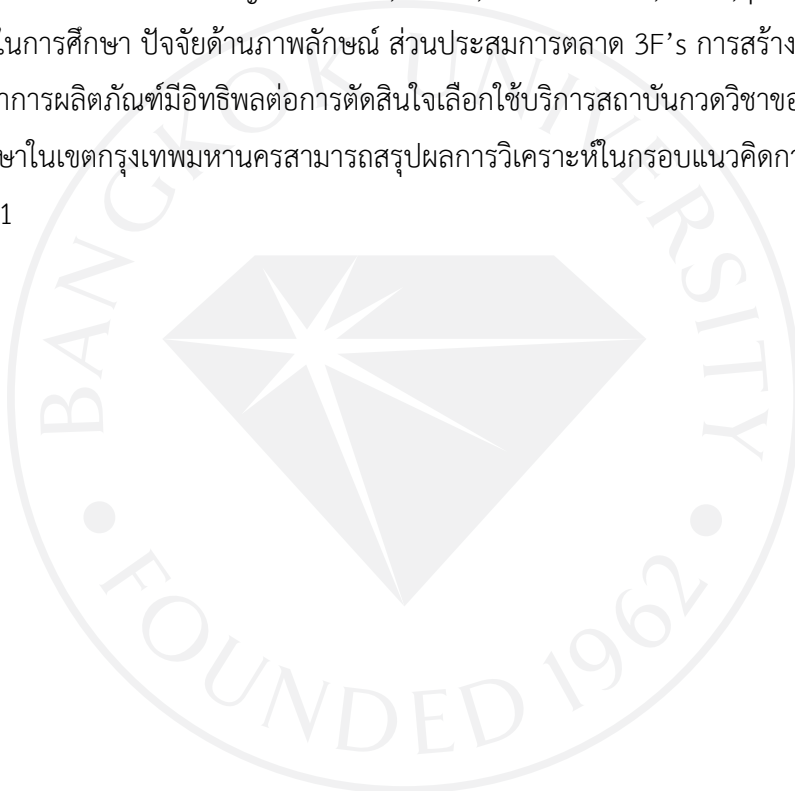 ในการศึกษา ปัจจัยด้านภาพลักษณ์ ส่วนประสมการตลาด 3F’s การสร้าง
าการผลิตภัณฑ์มีอิทธิพลต่อการตัดสินใจเลือกใช้บริการสถาบันกวดวิชาขอ
ษาในเขตกรุงเทพมหานครสามารถสรุปผลการวิเคราะห์ในกรอบแนวคิดกา
1
BANGKOK UNIVERSITY
FOUNDED 1962